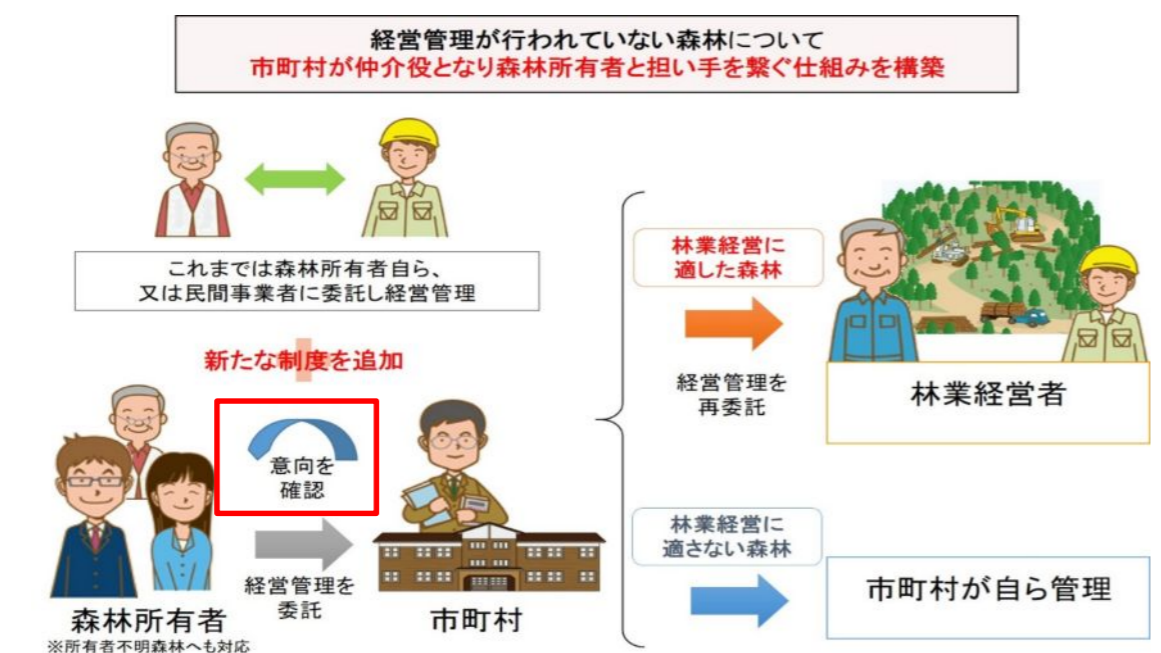 経営管理が行われていない森林について
市町村が仲介役となり森林所有者と担い手を繋ぐ仕組みを構築
これまでは森林所有者自ら、
又は民間事業者に委託し経営管理
新たな制度を追加
意向を
確認
経営管理を
委託
森林所有者
※所有者不明森林へも対応
市町村
林業経営に
適した森林
経営管理を
再委託
林業経営者
林業経営に
適さない森林
市町村が自ら管理